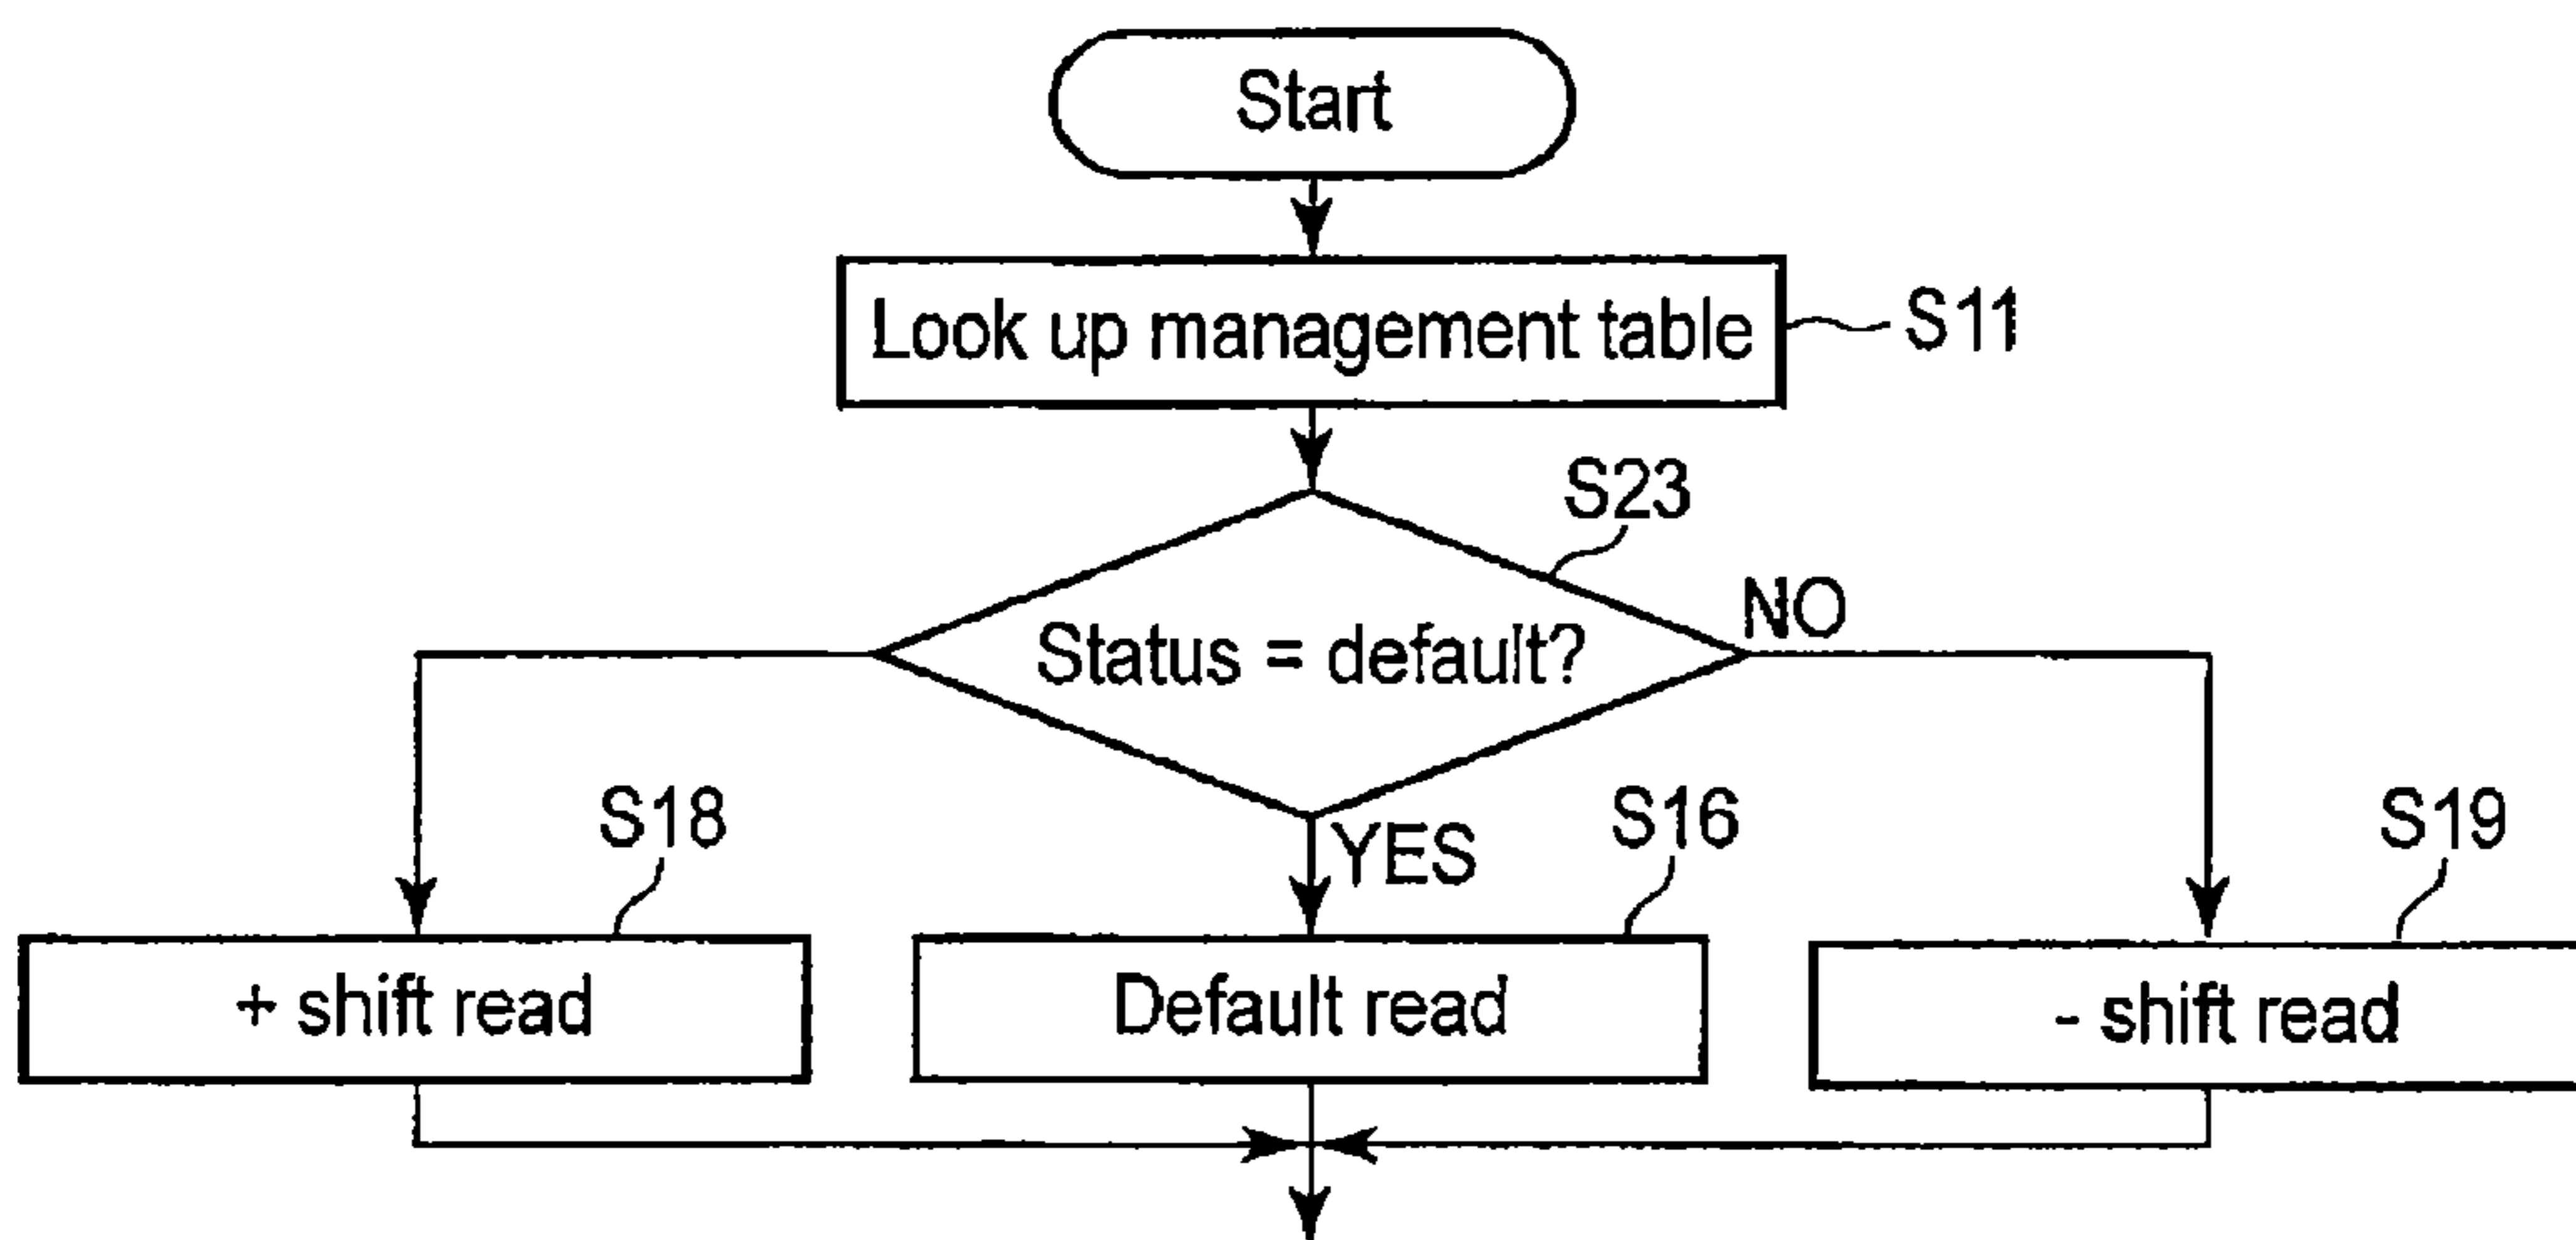 Start
Look up management table
S11
S23
Status = default?
NO
YES
S18
S16
S19
+ shift read
Default read
- shift read